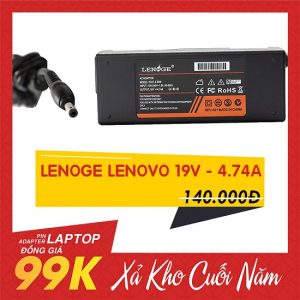 LENOGE
LENOGE LENOVO 19V - 4.74A
140.000Đ
PIN
ADAPTER LAPTOP
ĐỒNG GIÁ
99K
Xả Kho Cuối Năm